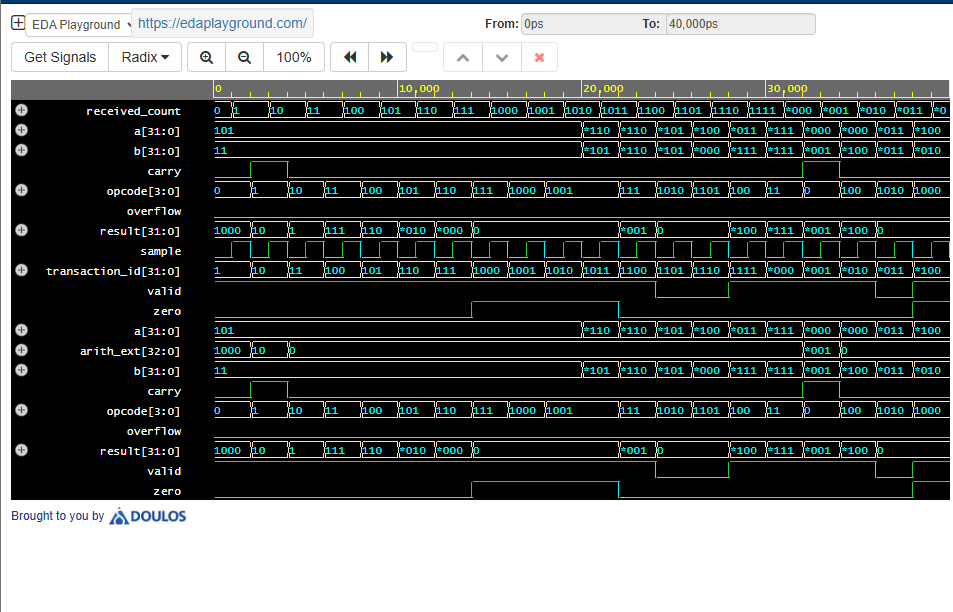 EDA Playground https://edaplayground.com/ From: 0ps To: 40,000ps
Get Signals Radix 100%
0 10,000 20,000 30,000
received_count 0 1 10 11 100 101 110 111 1000 1001 1010 1011 1100 1101 1110 1111 *000 *001 *010 *011 *0
a[31:0] 101 *110 *110 *101 *100 *011 *111 *000 *000 *011 *100
b[31:0] 11 *101 *110 *101 *000 *111 *111 *001 *100 *111 *010
carry
opcode[3:0] 0 1 10 11 100 101 110 111 1000 1001 111 1010 1101 100 11 0 100 1010 1000
overflow
result[31:0] 1000 10 1 111 110 *010 *000 0 *001 0 *100 *111 *001 *100 0
sample
transaction_id[31:0] 1 10 11 100 101 110 111 1000 1001 1010 1011 1100 1101 1110 1111 *000 *001 *010 *011 *100
valid
zero
a[31:0] 101 *110 *110 *101 *100 *011 *111 *000 *000 *011 *100
arith_ext[32:0] 1000 10 0 *001 0
b[31:0] 11 *101 *110 *101 *000 *111 *111 *001 *100 *111 *010
carry
opcode[3:0] 0 1 10 11 100 101 110 111 1000 1001 111 1010 1101 100 11 0 100 1010 1000
overflow
result[31:0] 1000 10 1 111 110 *010 *000 0 *001 0 *100 *111 *001 *100 0
valid
zero
Brought to you by DOULOS